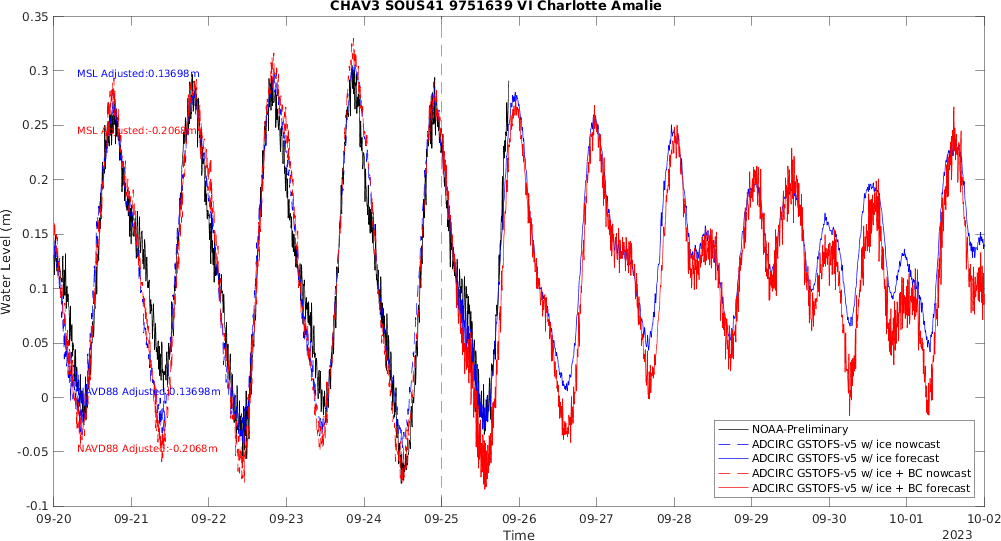 CHAV3 SOUS41 9751639 VI Charlotte Amalie
0.35
0.3
0.25
0.2
0.15
0.1
0.05
0
-0.05
-0.1
Water Level (m)
MSL Adjusted:0.13698m
MSL Adjusted:-0.2068m
NAVD88 Adjusted:0.13698m
NAVD88 Adjusted:-0.2068m
NOAA-Preliminary
ADCIRC GSTOFS-v5 w/ ice nowcast
ADCIRC GSTOFS-v5 w/ ice forecast
ADCIRC GSTOFS-v5 w/ ice + BC nowcast
ADCIRC GSTOFS-v5 w/ ice + BC forecast
09-20 09-21 09-22 09-23 09-24 09-25 09-26 09-27 09-28 09-29 09-30 10-01 10-02
Time
2023